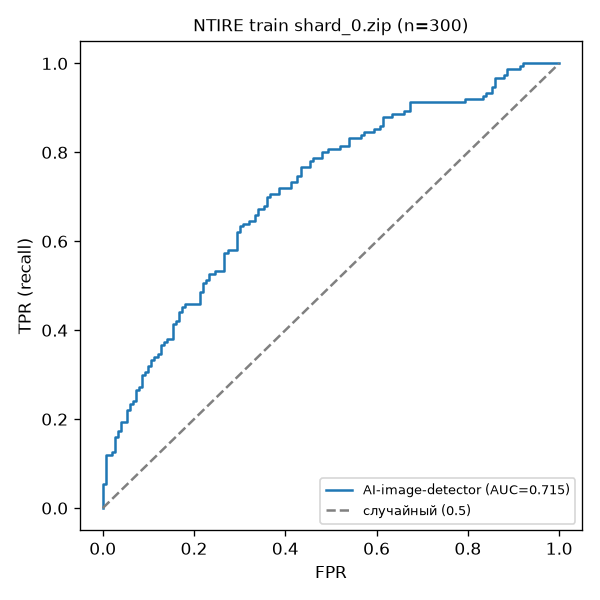 NTIRE train shard_0.zip (n=300)
1.0
0.8
0.6
0.4
0.2
0.0
TPR (recall)
AI-image-detector (AUC=0.715)
случайный (0.5)
0.0 0.2 0.4 0.6 0.8 1.0
FPR